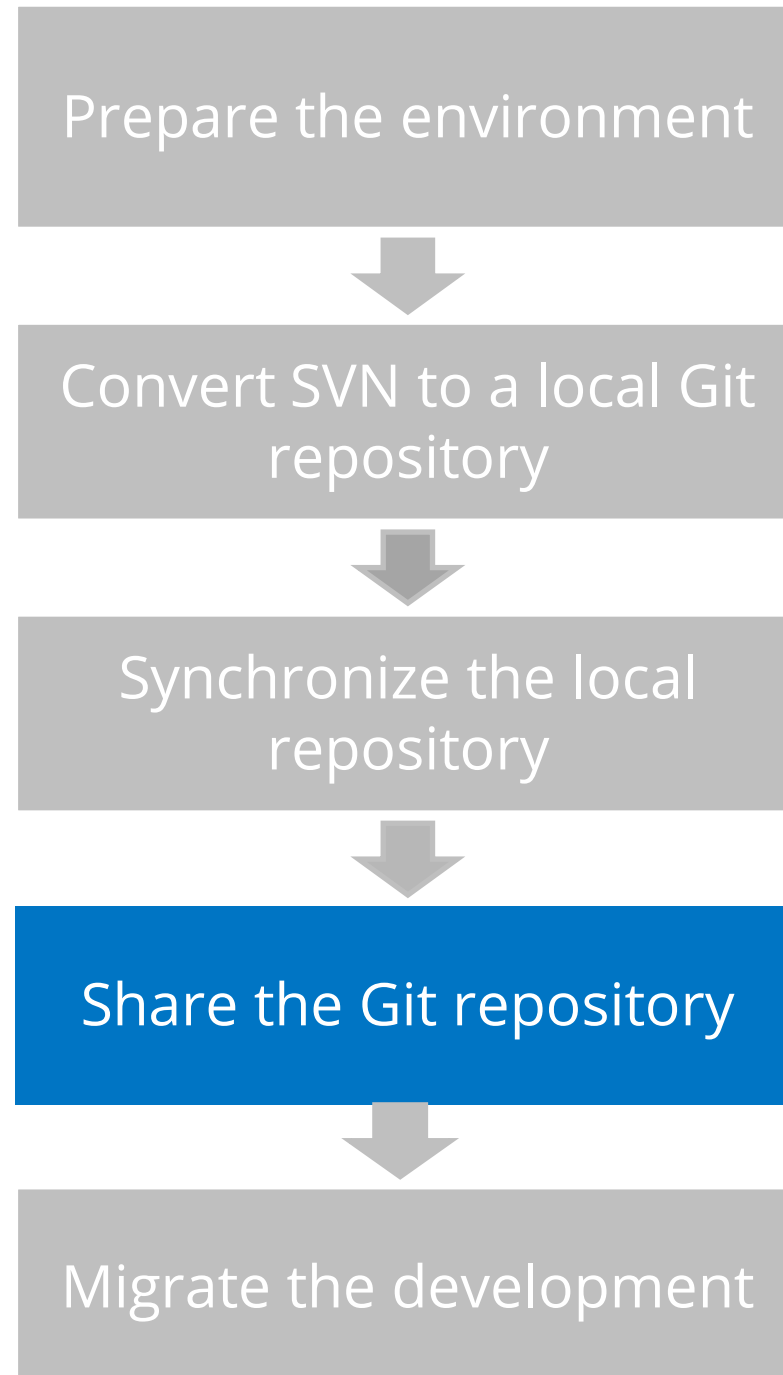 Prepare the environment
Convert SVN to a local Git
repository
Synchronize the local
repository
Share the Git repository
Migrate the development